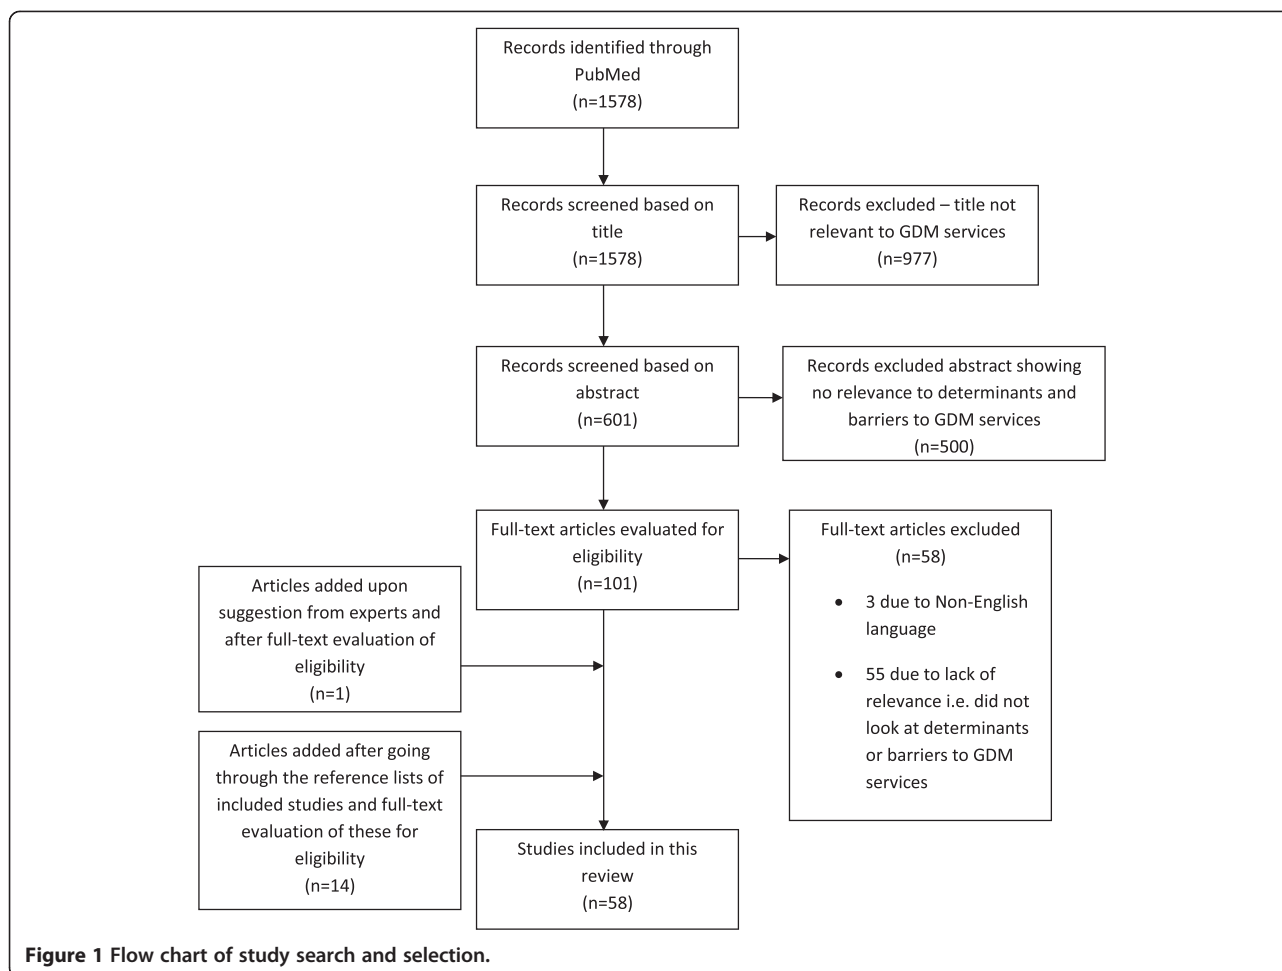 Records identified through
PubMed
(n=1578)
Records screened based on
title
(n=1578)
Records excluded – title not
relevant to GDM services
(n=977)
Records screened based on
abstract
(n=601)
Records excluded abstract showing
no relevance to determinants and
barriers to GDM services
(n=500)
Full-text articles evaluated for
eligibility
(n=101)
Full-text articles excluded
(n=58)
● 3 due to Non-English
language
● 55 due to lack of
relevance i.e. did not
look at determinants
or barriers to GDM
services
Articles added upon
suggestion from experts and
after full-text evaluation of
eligibility
(n=1)
Articles added after going
through the reference lists of
included studies and full-text
evaluation of these for
eligibility
(n=14)
Studies included in this
review
(n=58)
Figure 1 Flow chart of study search and selection.